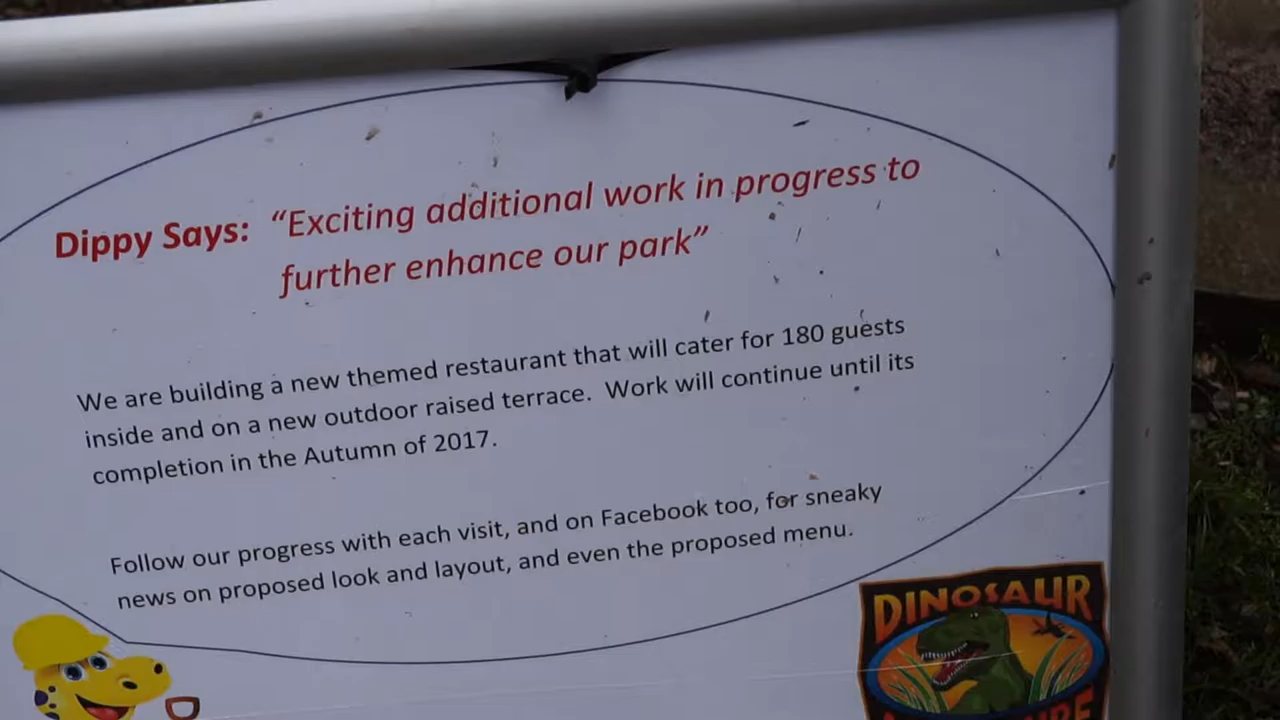 Dippy Says: “Exciting additional work in progress to
further enhance our park”
We are building a new themed restaurant that will cater for 180 guests
inside and on a new outdoor raised terrace. Work will continue until its
completion in the Autumn of 2017.
Follow our progress with each visit, and on Facebook too, for sneaky
news on proposed look and layout, and even the proposed menu.
DINOSAUR